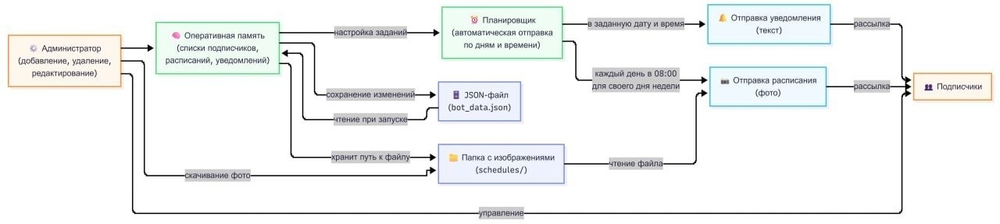 Администратор
(добавление, удаление,
редактирование)
Оперативная память
(списки подписчиков,
расписаний, уведомлений)
настройка заданий
Планировщик
(автоматическая отправка
по дням и времени)
в заданную дату и время
Отправка уведомления
(текст)
рассылка
каждый день в 08:00
для своего дня недели
Отправка расписания
(фото)
рассылка
Подписчики
сохранение изменений
чтение при запуске
JSON-файл
(bot_data.json)
хранит путь к файлу
скачивание фото
Папка с изображениями
(schedules/)
чтение файла
управление